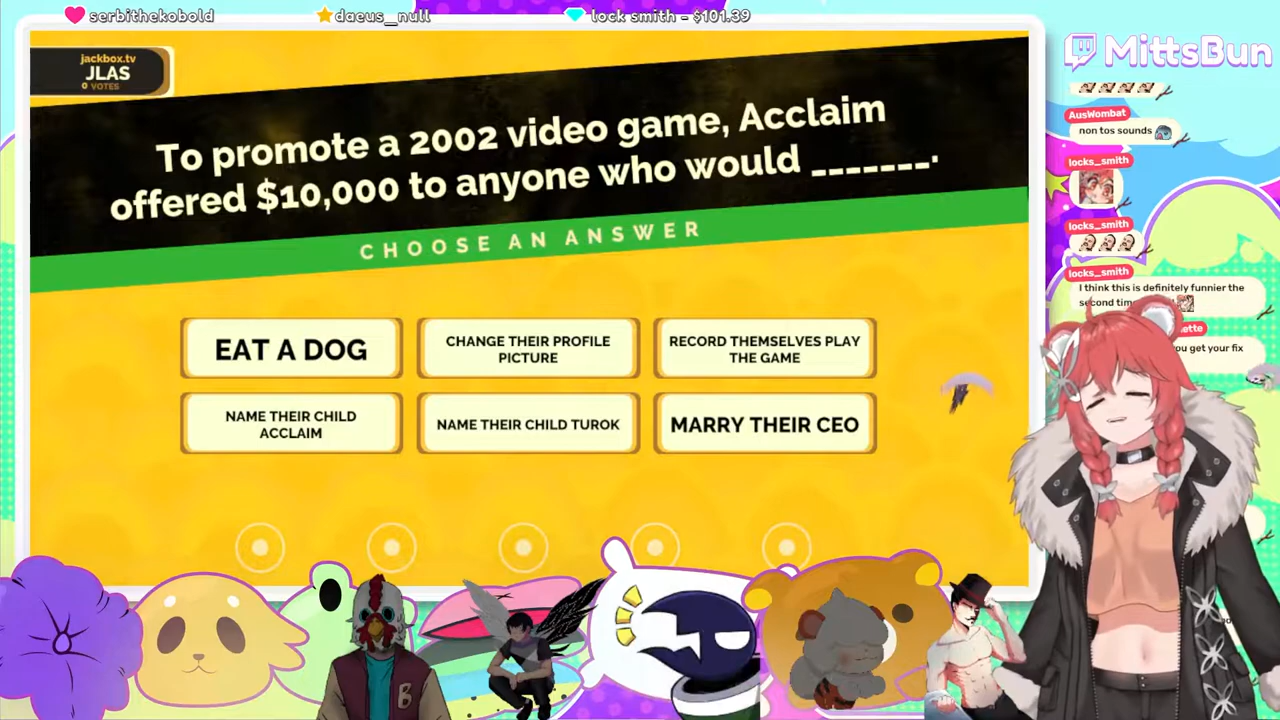 serbithekobold
daeus_null
lock smith - $101.39
MittsBun
jackbox.tv
JLAS
0 VOTES
To promote a 2002 video game, Acclaim
offered $10,000 to anyone who would _______.
CHOOSE AN ANSWER
EAT A DOG
CHANGE THEIR PROFILE
PICTURE
RECORD THEMSELVES PLAY
THE GAME
NAME THEIR CHILD
ACCLAIM
NAME THEIR CHILD TUROK
MARRY THEIR CEO
AusWombat
non tos sounds
locks_smith
locks_smith
locks_smith
I think this is definitely funnier the
second
ette
ou get your fix
B